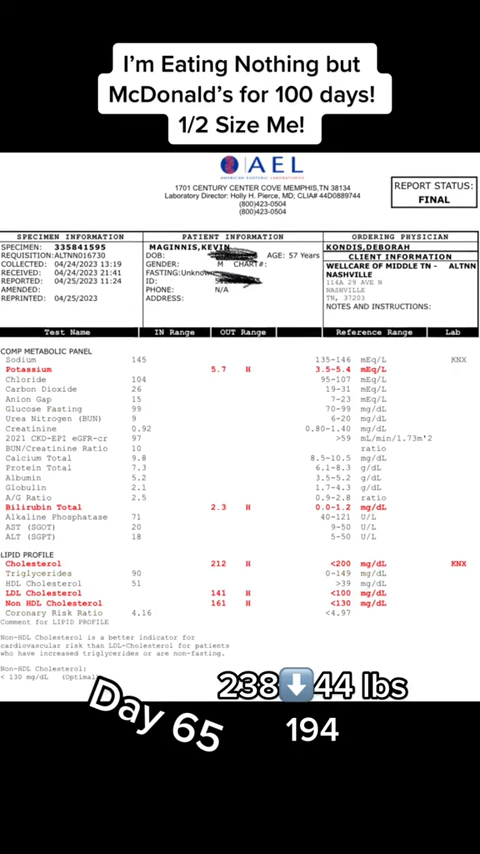 I'm Eating Nothing but
McDonald's for 100 days!
1/2 Size Me!
AEL
AMERICAN ESOTERIC LABORATORIES
1701 CENTURY CENTER COVE MEMPHIS,TN 38134
Laboratory Director: Holly H. Pierce, MD; CLIA# 44D0889744
(800)423-0504
(800)423-0504
REPORT STATUS:
FINAL
SPECIMEN INFORMATION
SPECIMEN: 335841595
REQUISITION:ALTNN016730
COLLECTED: 04/24/2023 13:19
RECEIVED: 04/24/2023 21:41
REPORTED: 04/25/2023 11:24
AMENDED:
REPRINTED: 04/25/2023
PATIENT INFORMATION
MAGINNIS,KEVIN
DOB: AGE: 57 Years
GENDER: M CHART#:
FASTING:Unknown
ID:
PHONE: N/A
ADDRESS:
ORDERING PHYSICIAN
KONDIS,DEBORAH
CLIENT INFORMATION
WELLCARE OF MIDDLE TN - ALTNN
NASHVILLE
114A 29 AVE N
NASHVILLE
TN, 37203
NOTES AND INSTRUCTIONS:
Test Name IN Range OUT Range Reference Range Lab
COMP METABOLIC PANEL
Sodium 145 135-146 mEq/L KNX
Potassium 5.7 H 3.5-5.4 mEq/L
Chloride 104 95-107 mEq/L
Carbon Dioxide 26 19-31 mEq/L
Anion Gap 15 7-23 mEq/L
Glucose Fasting 99 70-99 mg/dL
Urea Nitrogen (BUN) 9 6-20 mg/dL
Creatinine 0.92 0.80-1.40 mg/dL
2021 CKD-EPI eGFR-cr 97 >59 mL/min/1.73m'2
BUN/Creatinine Ratio 10 ratio
Calcium Total 9.8 8.5-10.5 mg/dL
Protein Total 7.3 6.1-8.3 g/dL
Albumin 5.2 3.5-5.2 g/dL
Globulin 2.1 1.7-4.3 g/dL
A/G Ratio 2.5 0.9-2.8 ratio
Bilirubin Total 2.3 H 0.0-1.2 mg/dL
Alkaline Phosphatase 71 40-121 U/L
AST (SGOT) 20 9-50 U/L
ALT (SGPT) 18 5-50 U/L
LIPID PROFILE
Cholesterol 212 H <200 mg/dL KNX
Triglycerides 90 0-149 mg/dL
HDL Cholesterol 51 >39 mg/dL
LDL Cholesterol 141 H <100 mg/dL
Non HDL Cholesterol 161 H <130 mg/dL
Coronary Risk Ratio 4.16 <4.97
Comment for LIPID PROFILE
Non-HDL Cholesterol is a better indicator for
cardiovascular risk than LDL-Cholesterol for patients
who have increased triglycerides or are non-fasting.
Non-HDL Cholesterol:
< 130 mg/dL (Optimal)
238⬇️44 lbs
Day 65
194